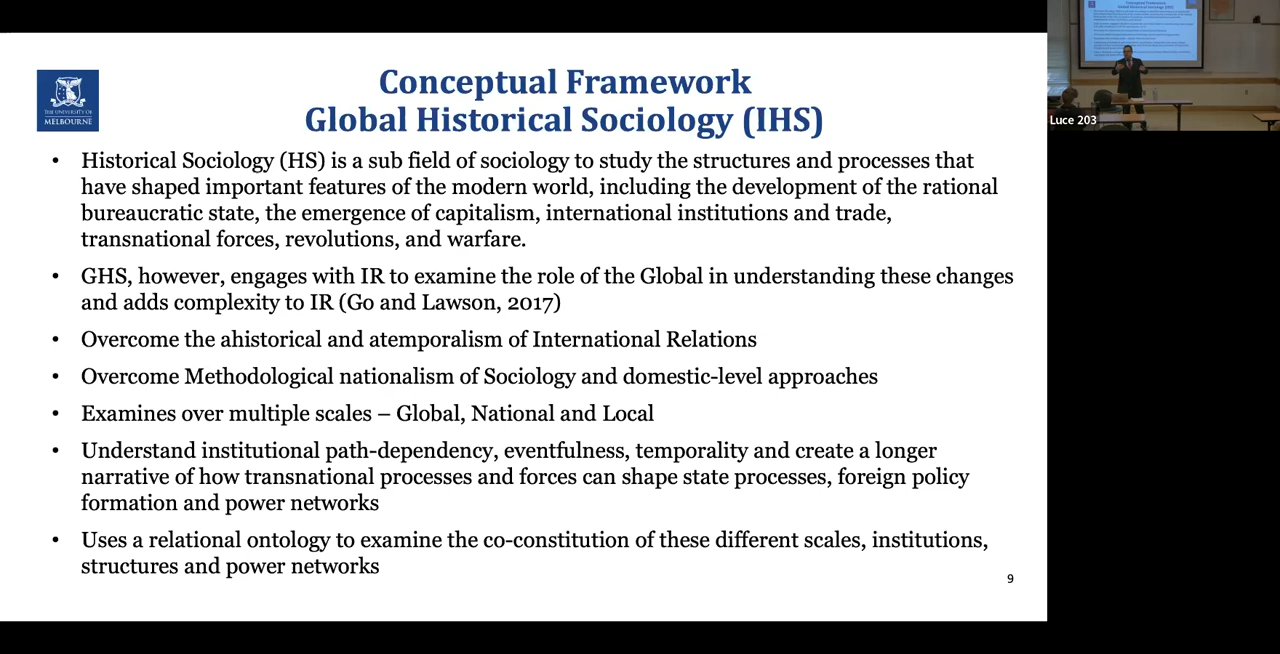 THE UNIVERSITY OF
MELBOURNE
Conceptual Framework
Global Historical Sociology (IHS)
• Historical Sociology (HS) is a sub field of sociology to study the structures and processes that
have shaped important features of the modern world, including the development of the rational
bureaucratic state, the emergence of capitalism, international institutions and trade,
transnational forces, revolutions, and warfare.
• GHS, however, engages with IR to examine the role of the Global in understanding these changes
and adds complexity to IR (Go and Lawson, 2017)
• Overcome the ahistorical and atemporalism of International Relations
• Overcome Methodological nationalism of Sociology and domestic-level approaches
• Examines over multiple scales – Global, National and Local
• Understand institutional path-dependency, eventfulness, temporality and create a longer
narrative of how transnational processes and forces can shape state processes, foreign policy
formation and power networks
• Uses a relational ontology to examine the co-constitution of these different scales, institutions,
structures and power networks
9
Conceptual Framework
Global Historical Sociology (IHS)
Luce 203